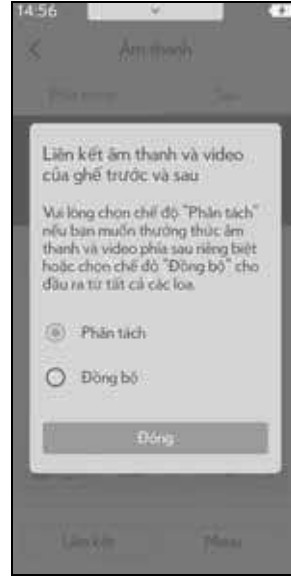 14:56
Âm thanh
Liên kết âm thanh và video
của ghế trước và sau
Vui lòng chọn chế độ "Phân tách"
nếu bạn muốn thưởng thức âm
thanh và video phía sau riêng biệt
hoặc chọn chế độ "Đồng bộ" cho
đầu ra từ tất cả các loa.
Phân tách
Đồng bộ
Đóng
Liên kết Menu